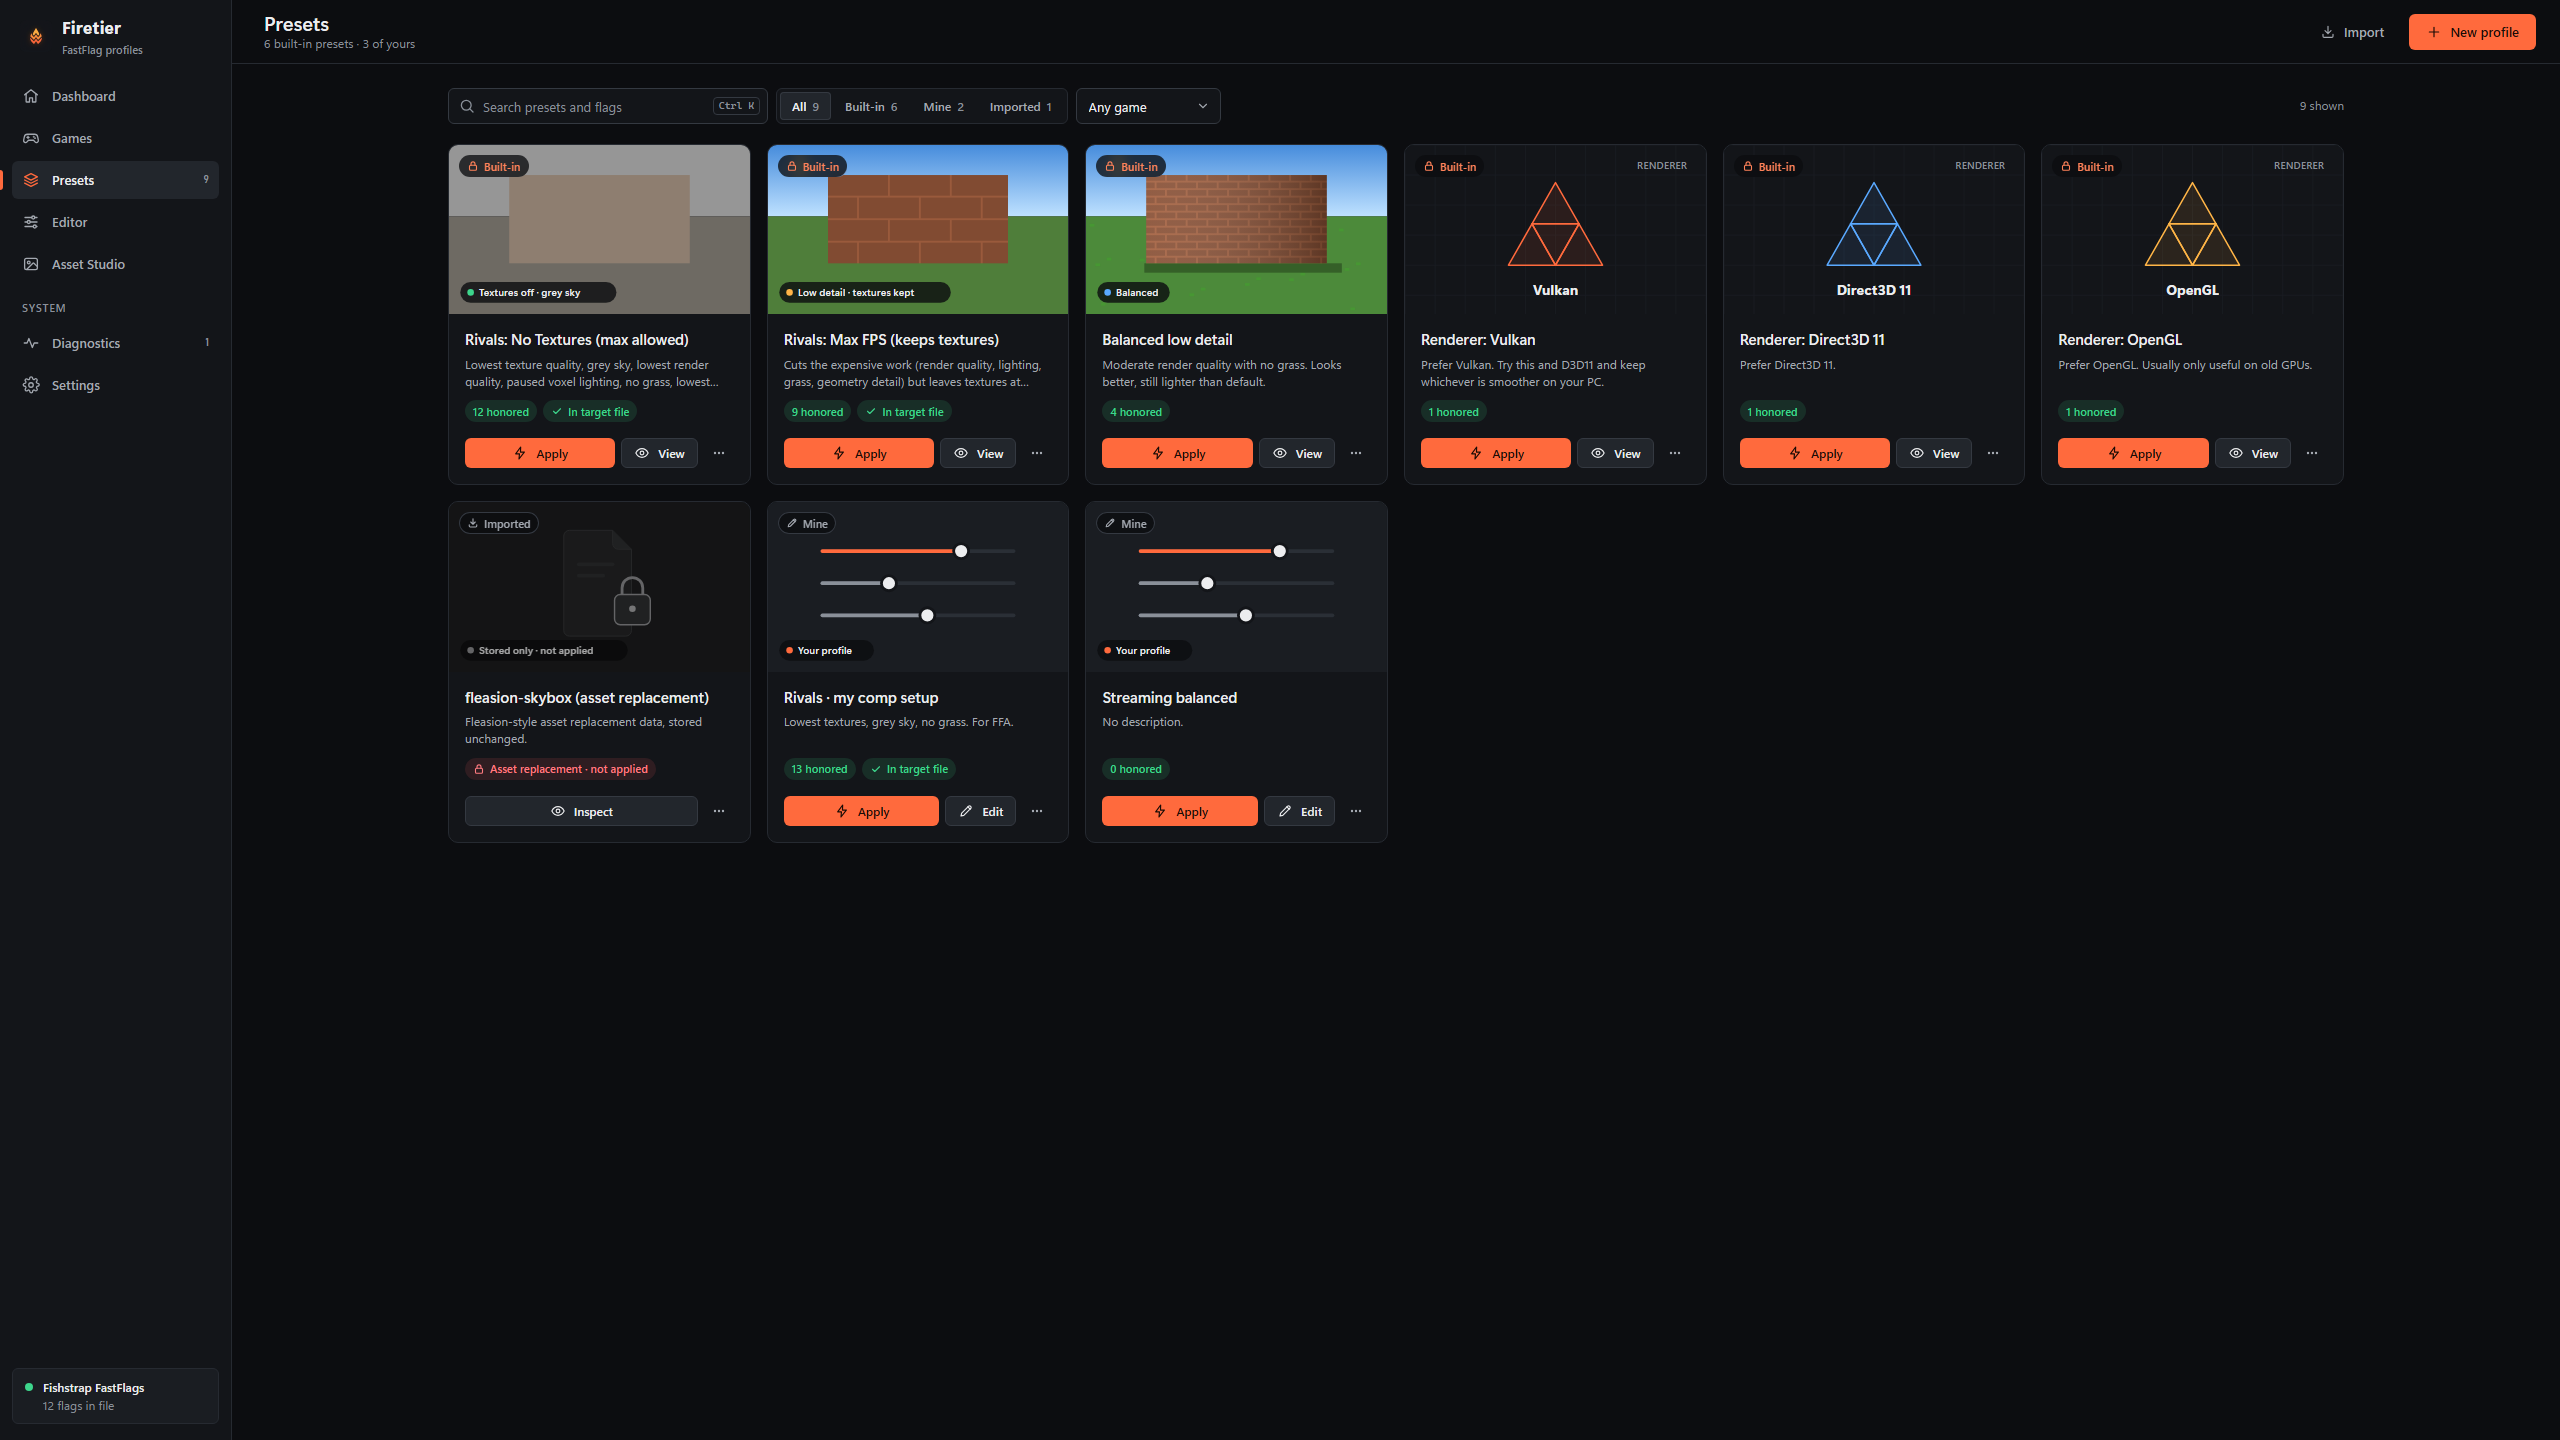 Firetier
FastFlag profiles
Dashboard
Games
Presets 9
Editor
Asset Studio
SYSTEM
Diagnostics 1
Settings
Fishstrap FastFlags
12 flags in file
Presets
6 built-in presets · 3 of yours
Import
New profile
Search presets and flags Ctrl K
All 9 Built-in 6 Mine 2 Imported 1
Any game
9 shown
Built-in
Textures off · grey sky
Rivals: No Textures (max allowed)
Lowest texture quality, grey sky, lowest render
quality, paused voxel lighting, no grass, lowest...
12 honored In target file
Apply View
Built-in
Low detail · textures kept
Rivals: Max FPS (keeps textures)
Cuts the expensive work (render quality, lighting,
grass, geometry detail) but leaves textures at...
9 honored In target file
Apply View
Built-in
Balanced
Balanced low detail
Moderate render quality with no grass. Looks
better, still lighter than default.
4 honored
Apply View
Built-in RENDERER
Vulkan
Renderer: Vulkan
Prefer Vulkan. Try this and D3D11 and keep
whichever is smoother on your PC.
1 honored
Apply View
Built-in RENDERER
Direct3D 11
Renderer: Direct3D 11
Prefer Direct3D 11.
1 honored
Apply View
Built-in RENDERER
OpenGL
Renderer: OpenGL
Prefer OpenGL. Usually only useful on old GPUs.
1 honored
Apply View
Imported
Stored only · not applied
fleasion-skybox (asset replacement)
Fleasion-style asset replacement data, stored
unchanged.
Asset replacement · not applied
Inspect
Mine
Your profile
Rivals · my comp setup
Lowest textures, grey sky, no grass. For FFA.
13 honored In target file
Apply Edit
Mine
Your profile
Streaming balanced
No description.
0 honored
Apply Edit